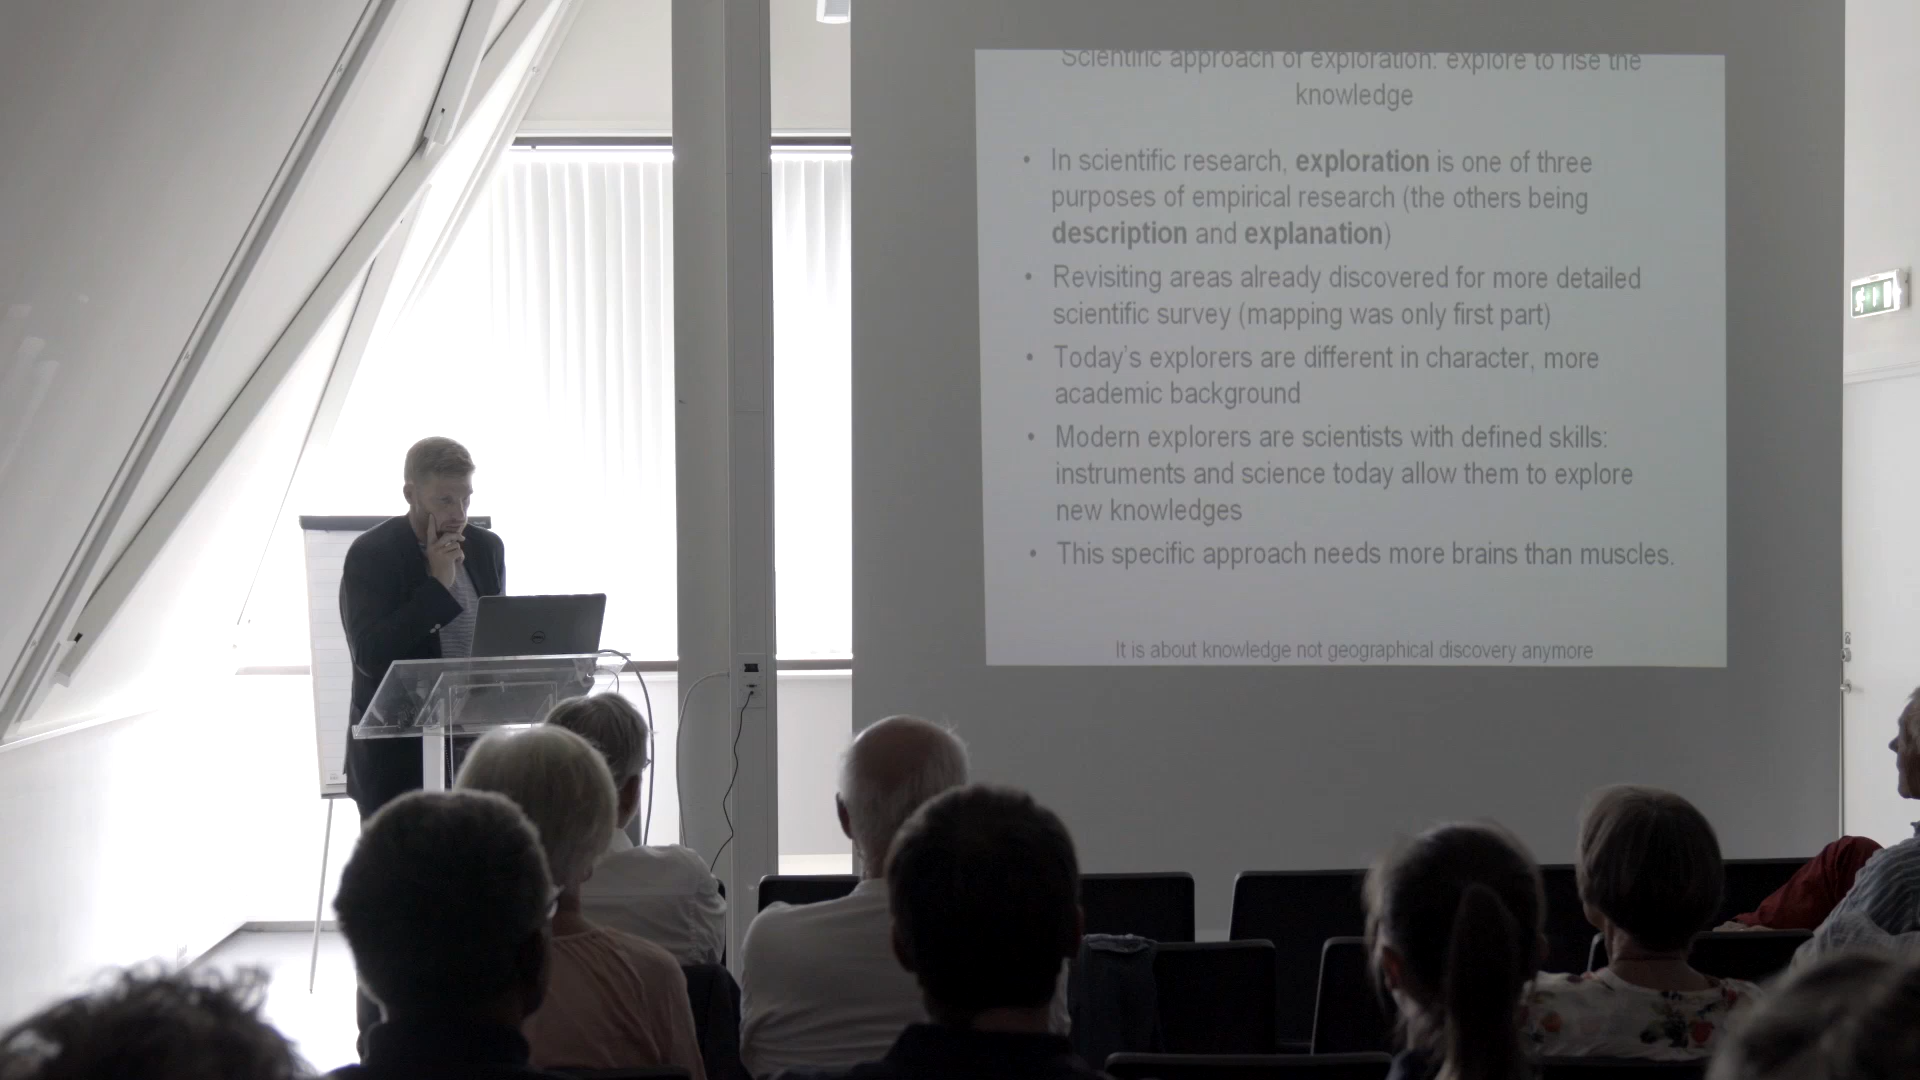 Scientific approach of exploration: explore to rise the
knowledge
• In scientific research, exploration is one of three
purposes of empirical research (the others being
description and explanation)
• Revisiting areas already discovered for more detailed
scientific survey (mapping was only first part)
• Today's explorers are different in character, more
academic background
• Modern explorers are scientists with defined skills:
instruments and science today allow them to explore
new knowledges
• This specific approach needs more brains than muscles.
It is about knowledge not geographical discovery anymore
DELL